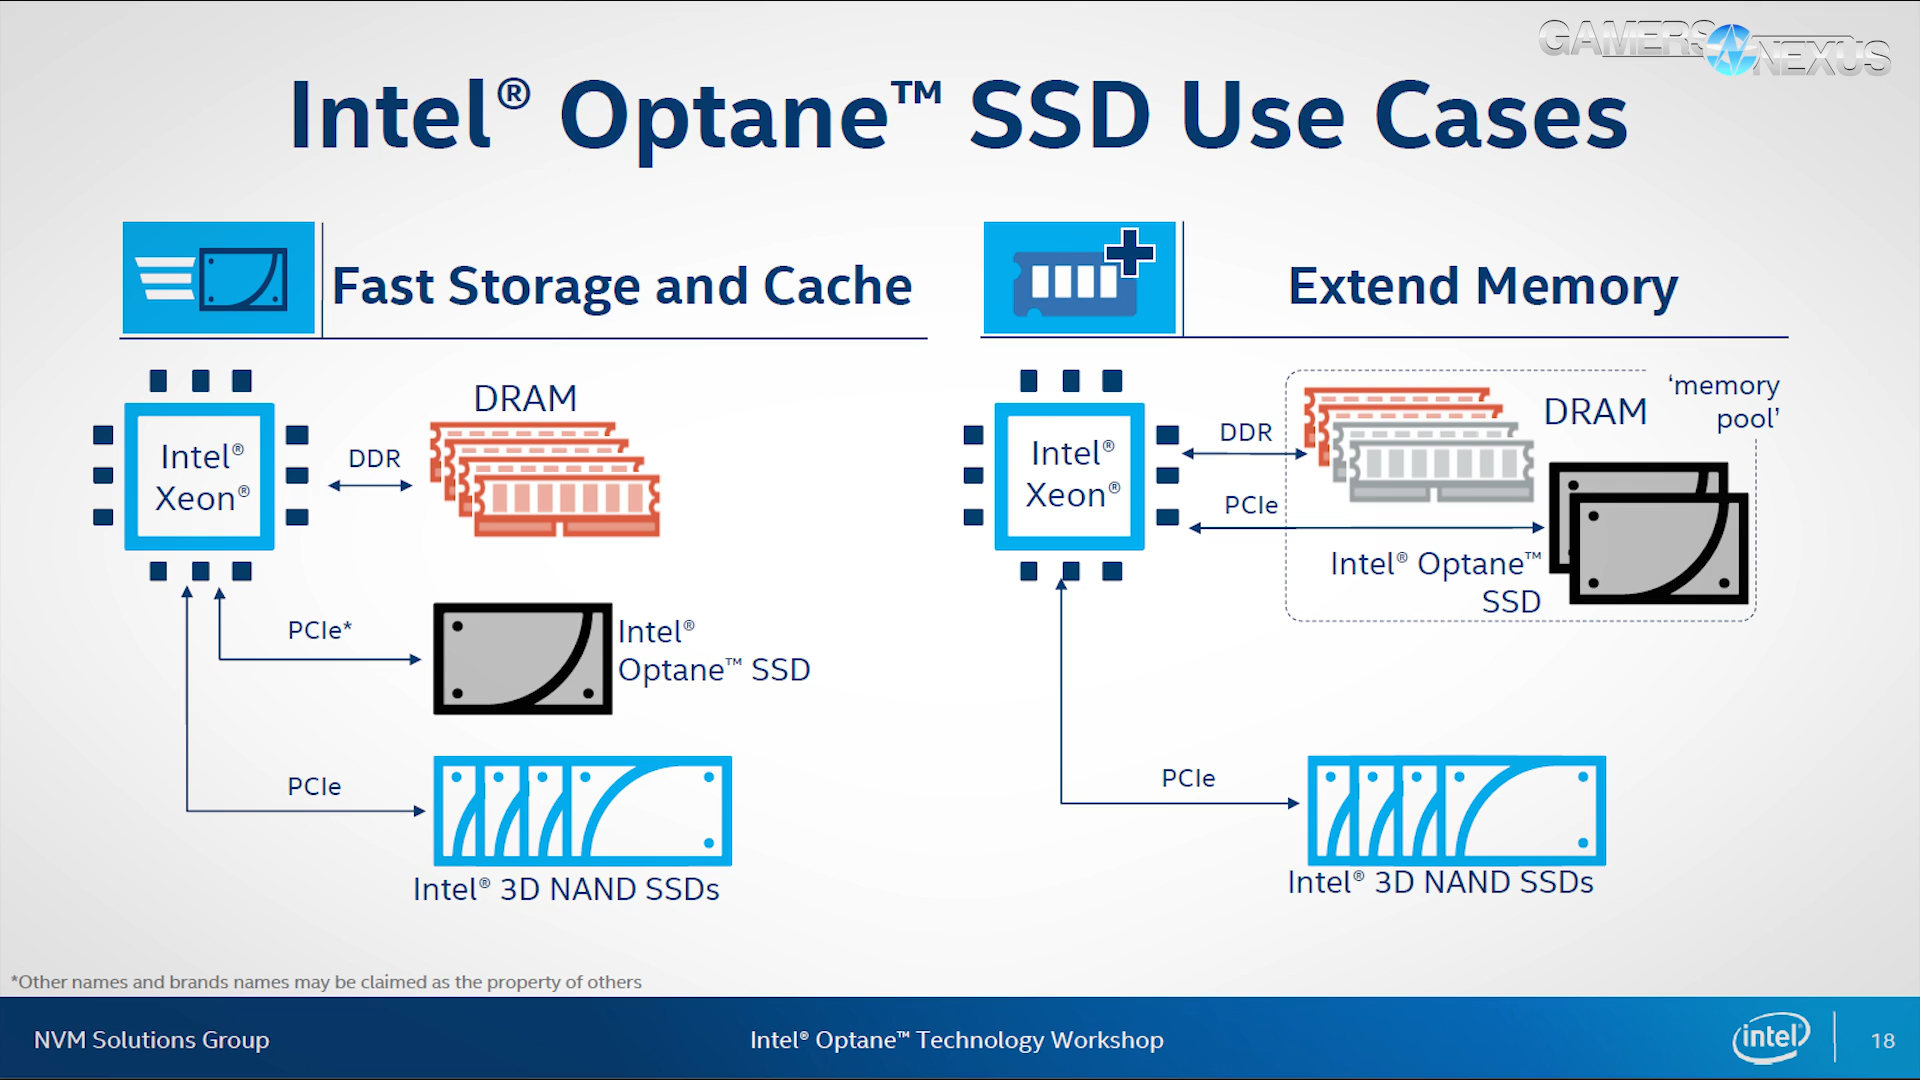 GAMERS NEXUS
Intel® Optane™ SSD Use Cases
Fast Storage and Cache
DRAM
Intel®
Xeon®
DDR
PCIe*
Intel®
Optane™ SSD
PCIe
Intel® 3D NAND SSDs
Extend Memory
'memory
pool'
DRAM
Intel®
Xeon®
DDR
PCIe
Intel® Optane™
SSD
PCIe
Intel® 3D NAND SSDs
*Other names and brands names may be claimed as the property of others
NVM Solutions Group
Intel® Optane™ Technology Workshop
intel
18